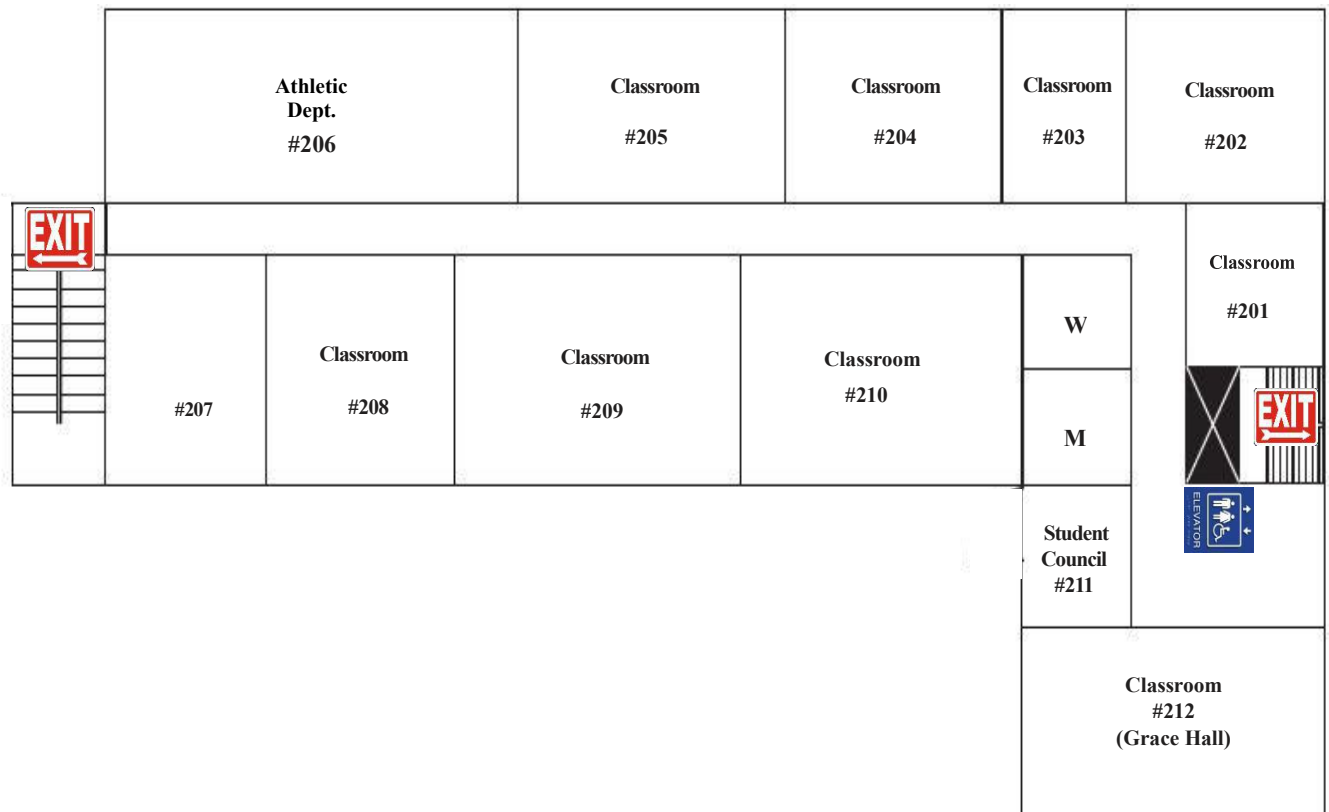 Athletic
Dept.
#206
Classroom
#205
Classroom
#204
Classroom
#203
Classroom
#202
EXIT
Classroom
#201
#207
Classroom
#208
Classroom
#209
Classroom
#210
W
M
EXIT
ELEVATOR
Student
Council
#211
Classroom
#212
(Grace Hall)